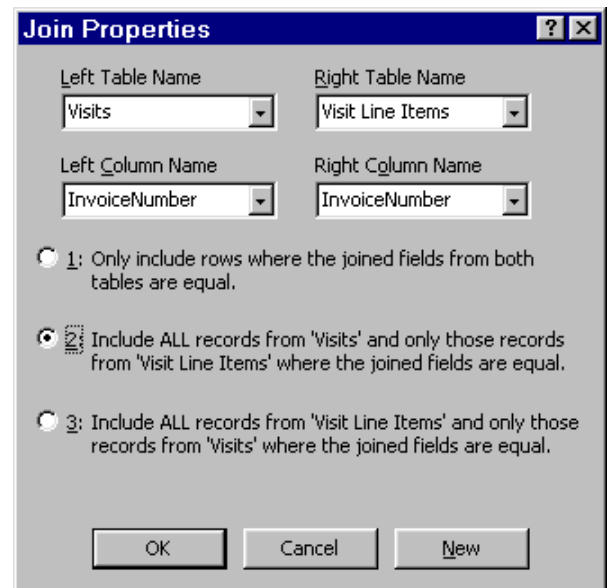 Join Properties
Left Table Name
Right Table Name
Visits
Visit Line Items
Left Column Name
Right Column Name
InvoiceNumber
InvoiceNumber
1: Only include rows where the joined fields from both
tables are equal.
2: Include ALL records from 'Visits' and only those records
from 'Visit Line Items' where the joined fields are equal.
3: Include ALL records from 'Visit Line Items' and only those
records from 'Visits' where the joined fields are equal.
OK
Cancel
New